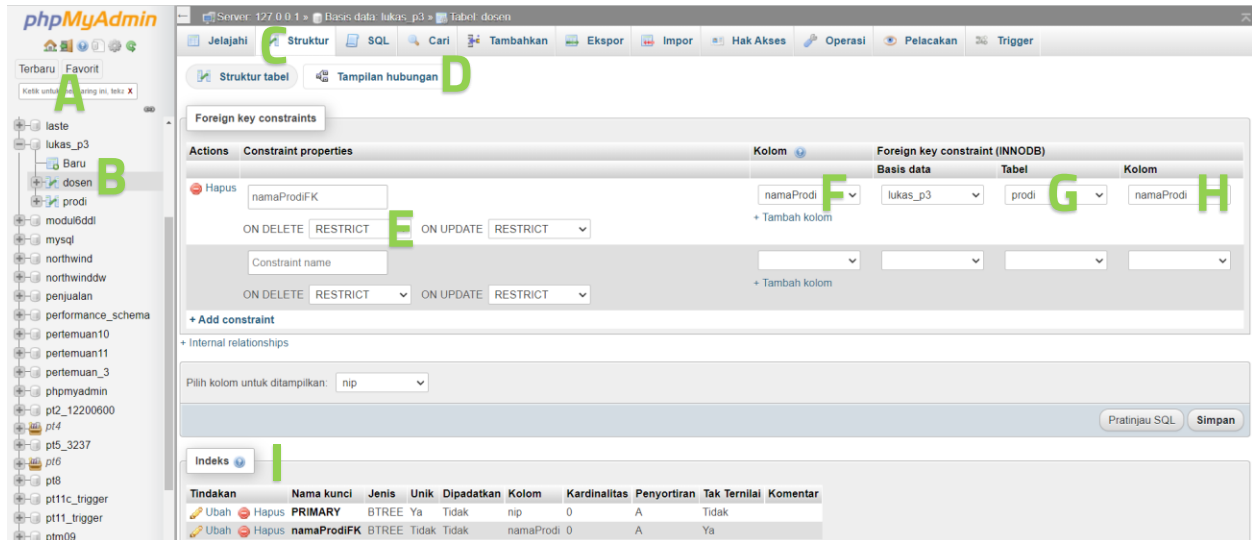 phpMyAdmin
Terbaru Favorit
A
laste
lukas_p3
Baru
dosen
B
prodi
modul6ddl
mysql
northwind
northwinddw
penjualan
performance_schema
pertemuan10
pertemuan11
pertemuan_3
phpmyadmin
pt2_12200600
pt4
pt5_3237
pt6
pt8
pt11c_trigger
pt11_trigger
ptm09
Server: 127.0.0.1 » Basis data: lukas_p3 » Tabel: dosen
Jelajahi C Struktur SQL Cari Tambahkan Ekspor Impor Hak Akses Operasi Pelacakan Trigger
Struktur tabel Tampilan hubungan D
Foreign key constraints
Actions Constraint properties Kolom Foreign key constraint (INNODB)
Basis data Tabel Kolom
Hapus namaProdiFK namaProdi F lukas_p3 prodi G namaProdi H
+ Tambah kolom
ON DELETE RESTRICT E ON UPDATE RESTRICT
Constraint name
+ Tambah kolom
ON DELETE RESTRICT ON UPDATE RESTRICT
+ Add constraint
+ Internal relationships
Pilih kolom untuk ditampilkan: nip
Pratinjau SQL Simpan
Indeks I
Tindakan Nama kunci Jenis Unik Dipadatkan Kolom Kardinalitas Penyortiran Tak Ternilai Komentar
Ubah Hapus PRIMARY BTREE Ya Tidak nip 0 A Tidak
Ubah Hapus namaProdiFK BTREE Tidak Tidak namaProdi 0 A Ya